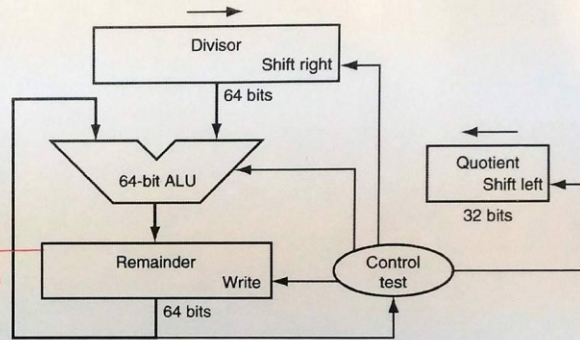 Divisor
Shift right
64 bits
64-bit ALU
Quotient
Shift left
32 bits
Remainder
Write
Control
test
64 bits